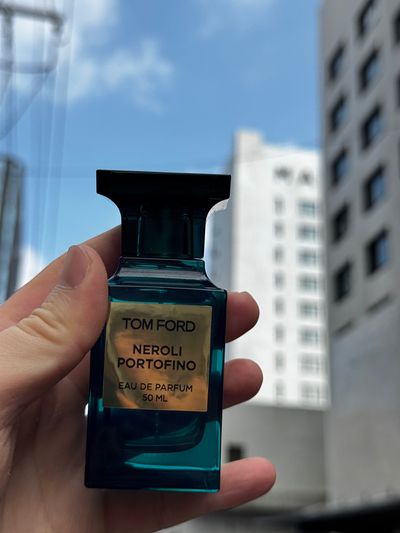 TOM FORD
NEROLI
PORTOFINO
EAU DE PARFUM
50 ML